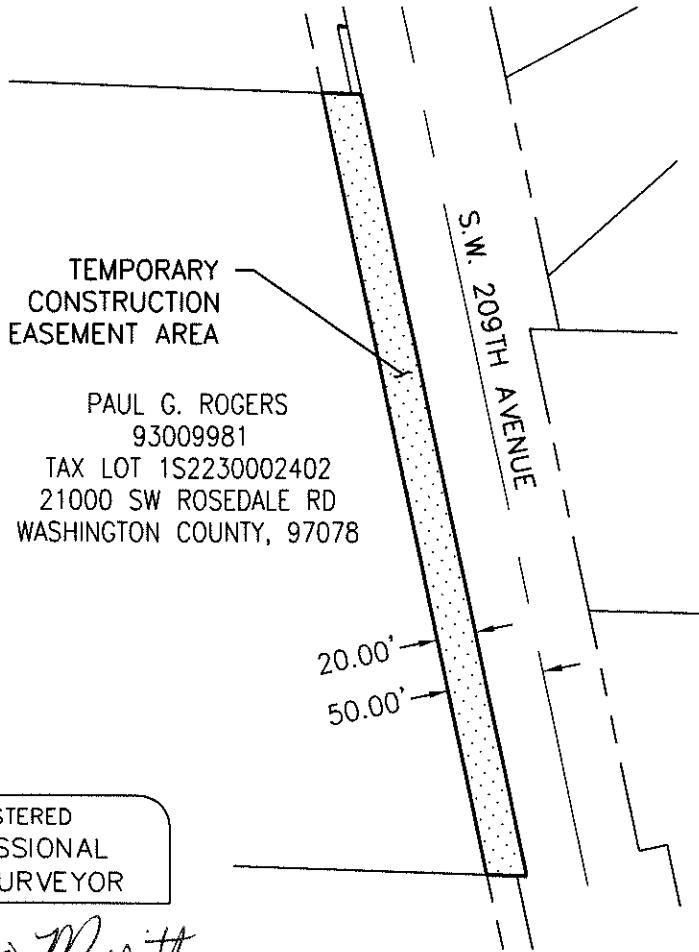 TEMPORARY
CONSTRUCTION
EASEMENT AREA
S.W. 209TH AVENUE
PAUL G. ROGERS
93009981
TAX LOT 1S2230002402
21000 SW ROSEDALE RD
WASHINGTON COUNTY, 97078
20.00'
50.00'
STERED
SSIONAL
URVEYOR